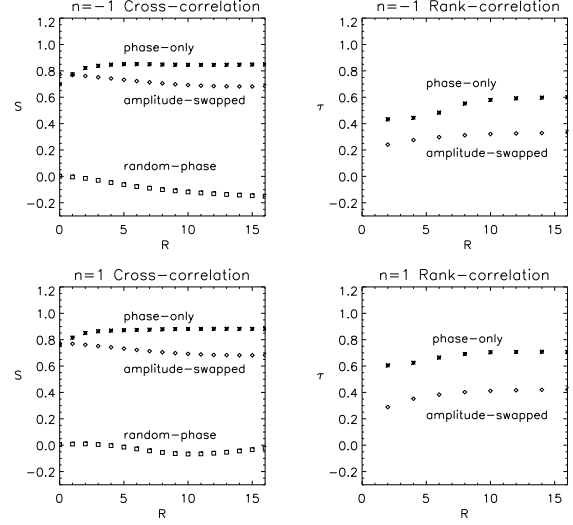 n=−1 Cross−correlation
1.2
1.0
0.8
0.6
0.4
0.2
0.0
−0.2
S
phase−only
amplitude−swapped
random−phase
0 5 10 15
R
n=−1 Rank−correlation
1.2
1.0
0.8
0.6
0.4
0.2
0.0
−0.2
τ
phase−only
amplitude−swapped
0 5 10 15
R
n=1 Cross−correlation
1.2
1.0
0.8
0.6
0.4
0.2
0.0
−0.2
S
phase−only
amplitude−swapped
random−phase
0 5 10 15
R
n=1 Rank−correlation
1.2
1.0
0.8
0.6
0.4
0.2
0.0
−0.2
τ
phase−only
amplitude−swapped
0 5 10 15
R